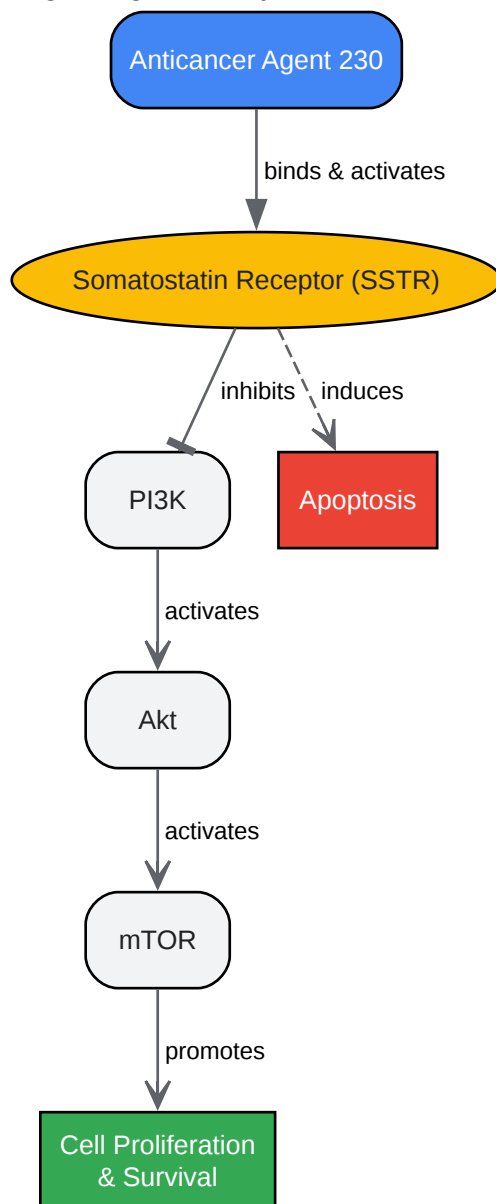 Anticancer Agent 230
binds & activates
Somatostatin Receptor (SSTR)
inhibits
induces
PI3K
Apoptosis
activates
Akt
activates
mTOR
promotes
Cell Proliferation
& Survival